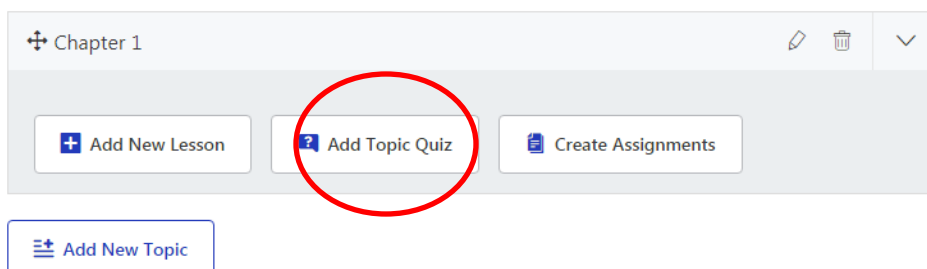 Chapter 1
Add New Lesson
Add Topic Quiz
Create Assignments
Add New Topic